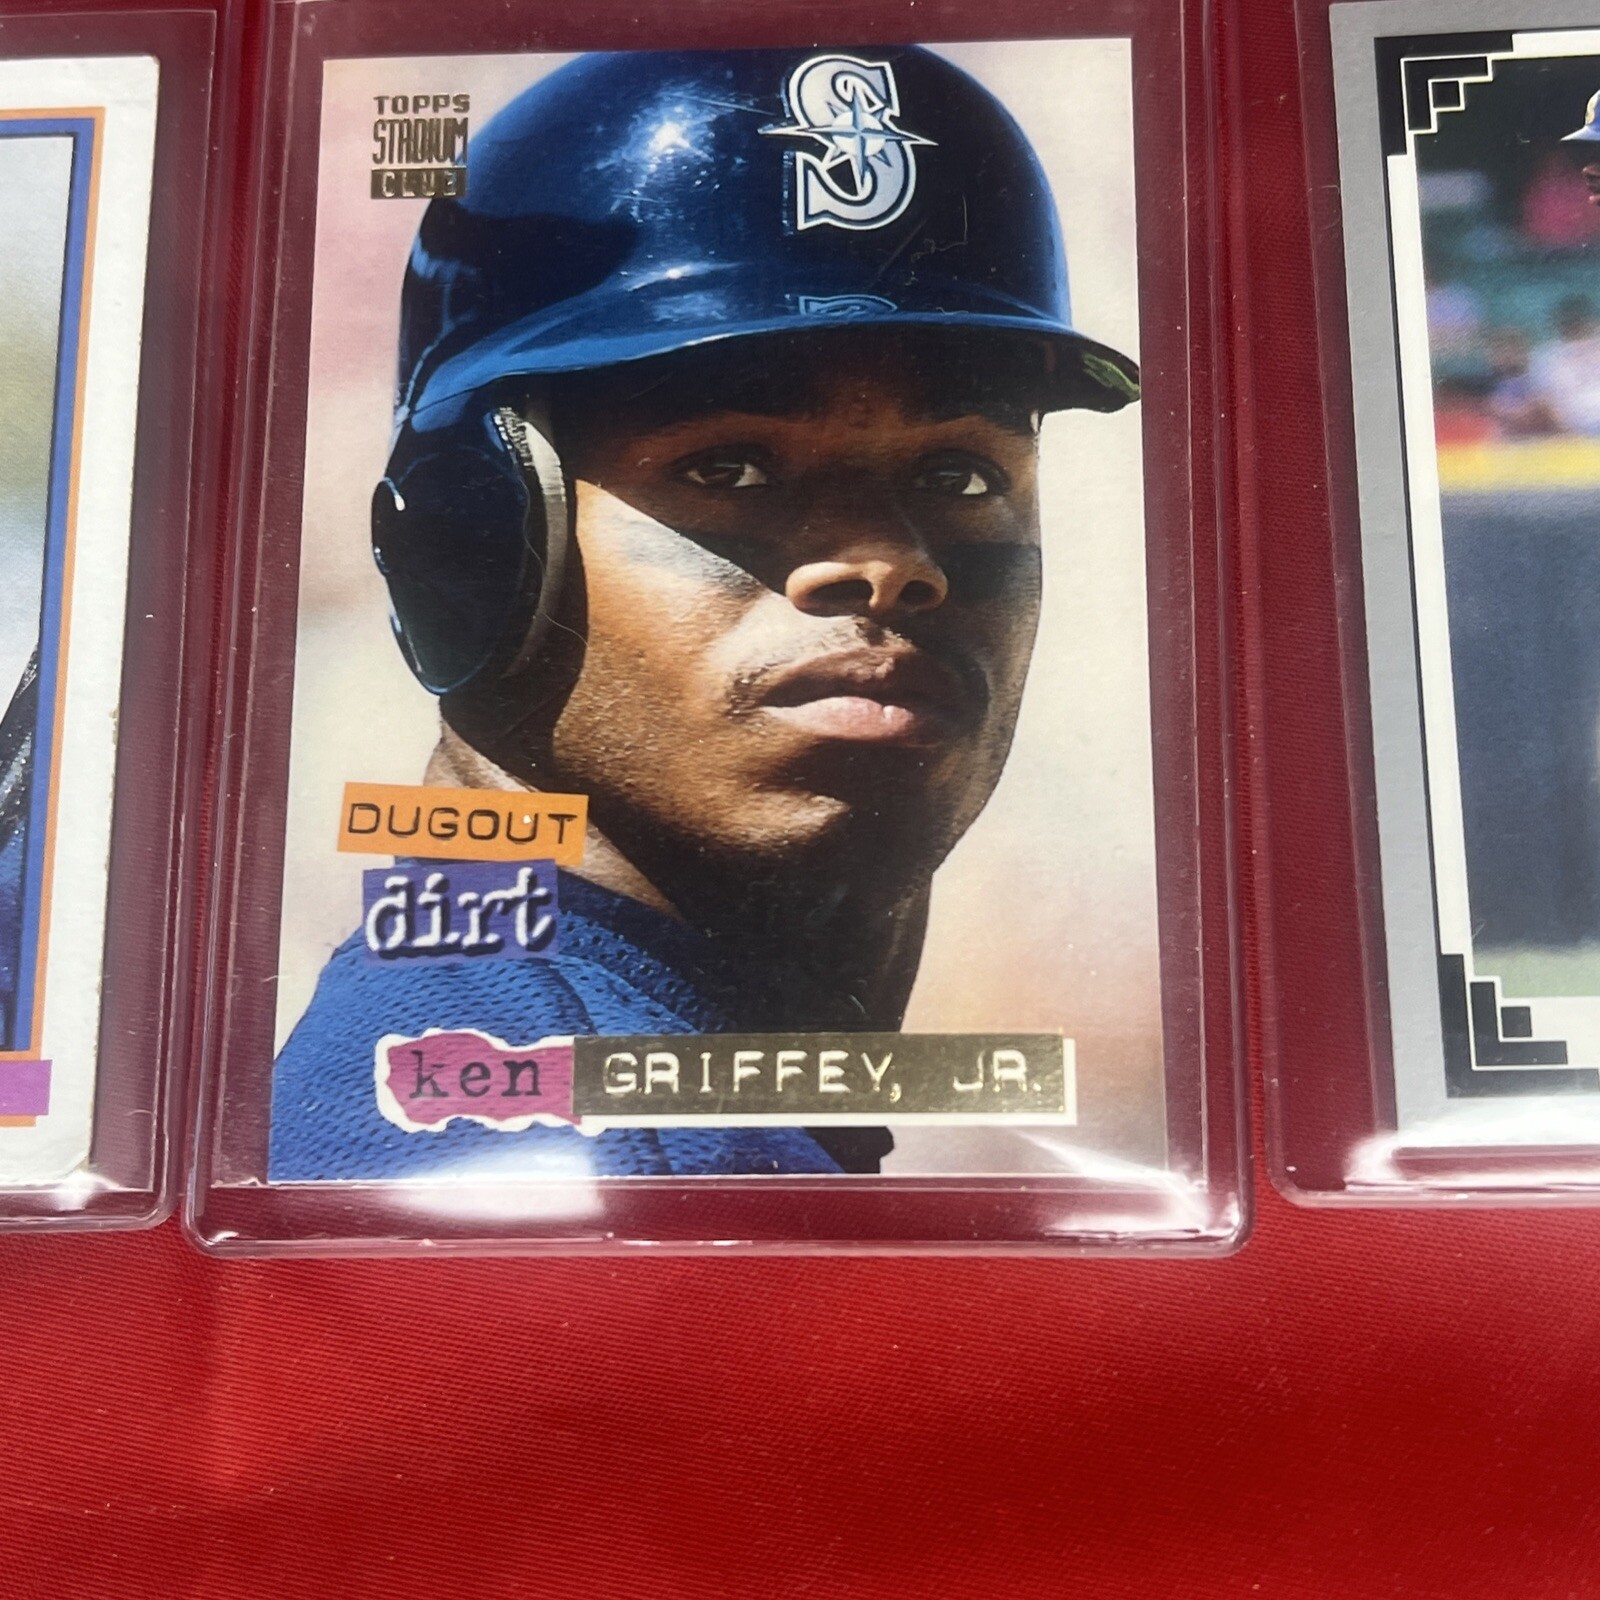 TOPPS
STADIUM
CLUB
S
DUGOUT
dirt
ken GRIFFEY, JR.